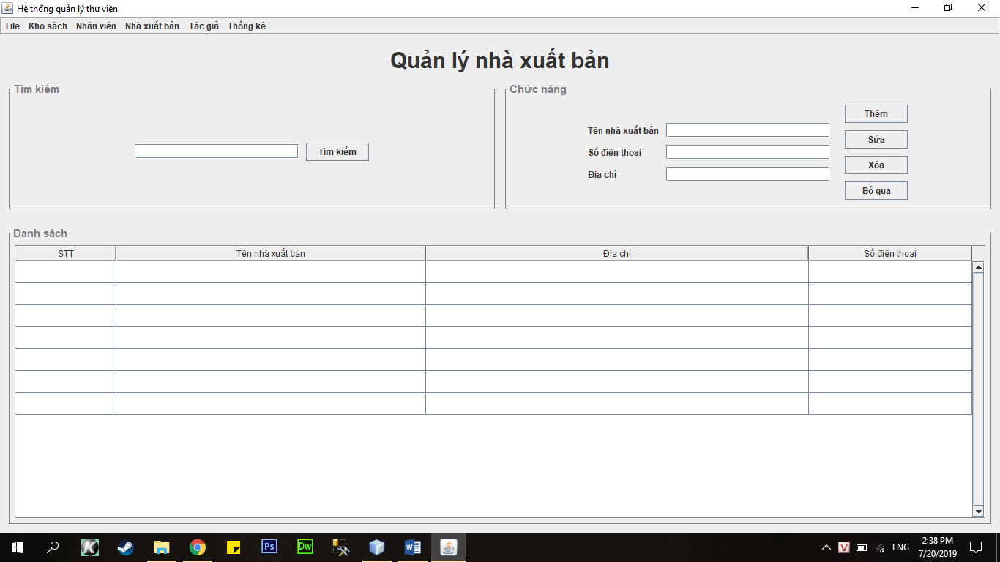 Hệ thống quản lý thư viện
File Kho sách Nhân viên Nhà xuất bản Tác giả Thống kê
Quản lý nhà xuất bản
Tìm kiếm
Tìm kiếm
Chức năng
Tên nhà xuất bản
Số điện thoại
Địa chỉ
Thêm
Sửa
Xóa
Bỏ qua
Danh sách
STT Tên nhà xuất bản Địa chỉ Số điện thoại
K Ps Dw W V ENG 2:38 PM
7/20/2019